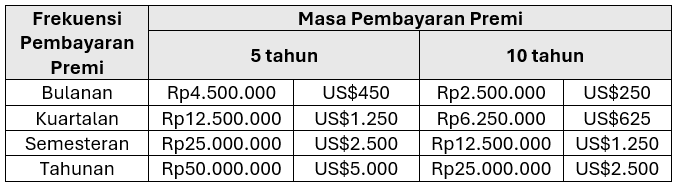 Frekuensi Pembayaran Premi
Masa Pembayaran Premi
5 tahun 10 tahun
Bulanan Rp4.500.000 US$450 Rp2.500.000 US$250
Kuartalan Rp12.500.000 US$1.250 Rp6.250.000 US$625
Semesteran Rp25.000.000 US$2.500 Rp12.500.000 US$1.250
Tahunan Rp50.000.000 US$5.000 Rp25.000.000 US$2.500